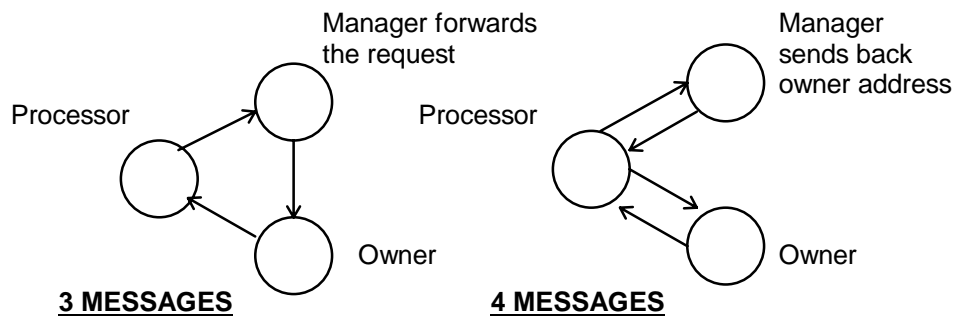 Manager forwards
the request
Processor
Owner
3 MESSAGES
Manager
sends back
owner address
Processor
Owner
4 MESSAGES